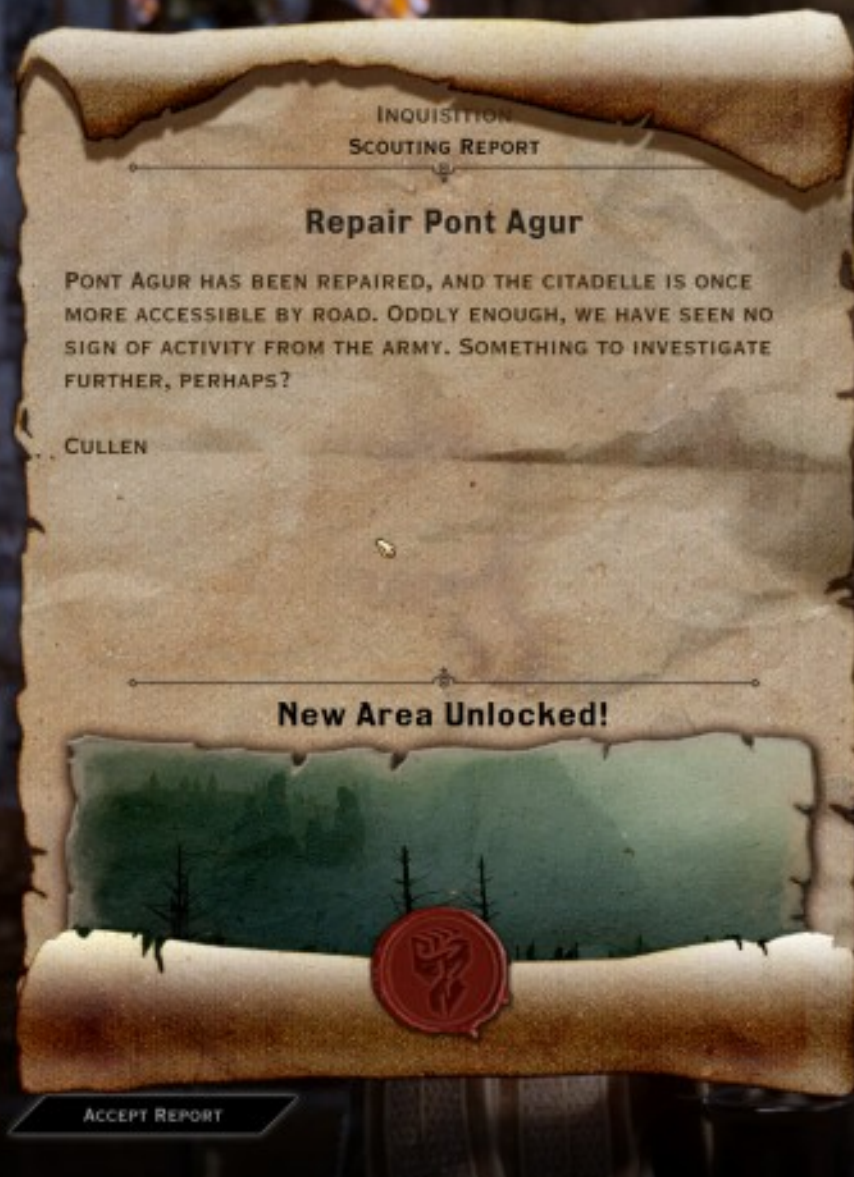 Inquisition
Scouting Report
Repair Pont Agur
Pont Agur has been repaired, and the citadelle is once
more accessible by road. Oddly enough, we have seen no
sign of activity from the army. Something to investigate
further, perhaps?
Cullen
New Area Unlocked!
Accept Report